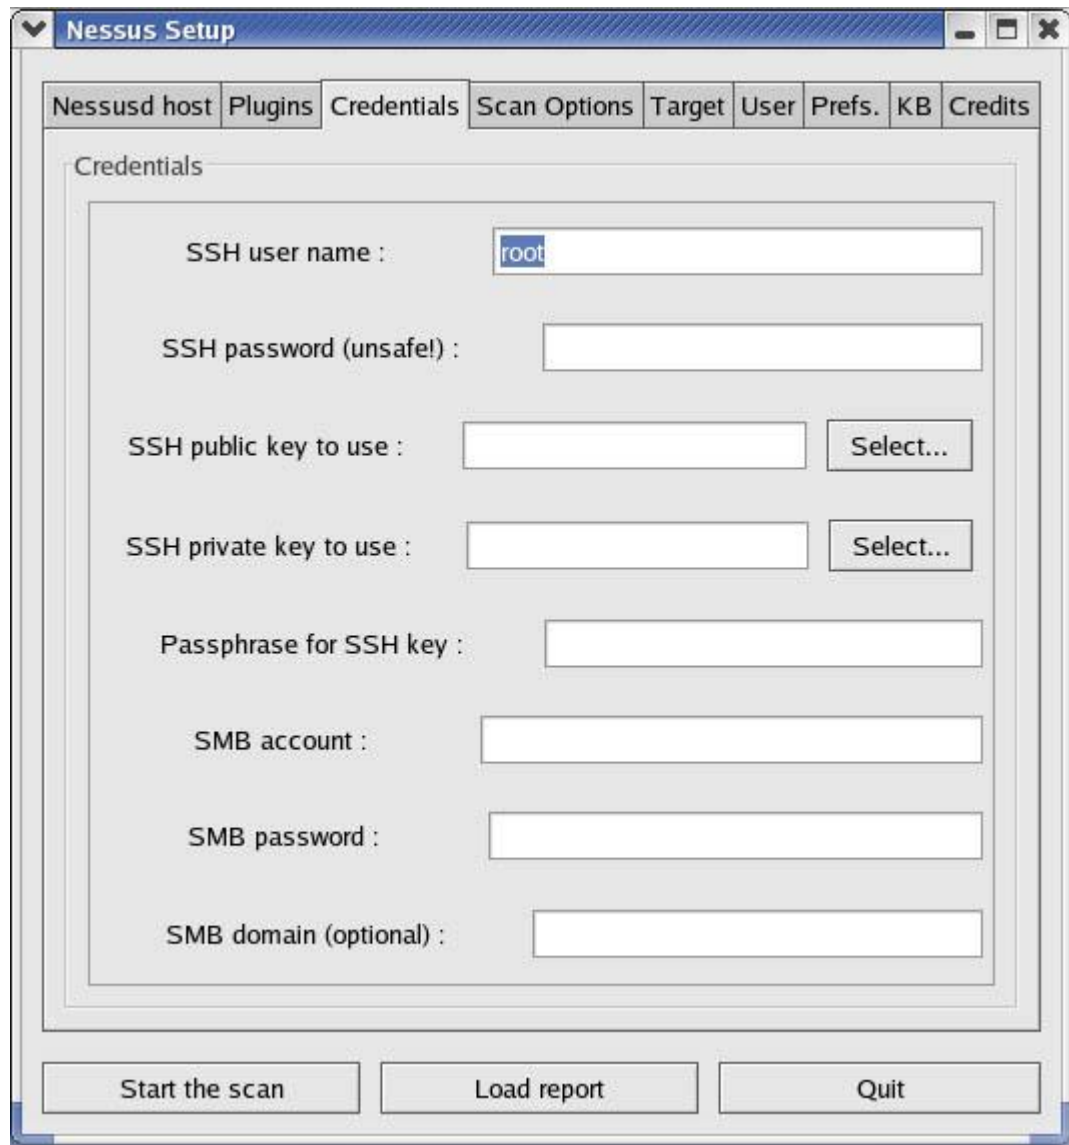 Nessus Setup
Nessusd host Plugins Credentials Scan Options Target User Prefs. KB Credits
Credentials
SSH user name : root
SSH password (unsafe!) :
SSH public key to use : Select...
SSH private key to use : Select...
Passphrase for SSH key :
SMB account :
SMB password :
SMB domain (optional) :
Start the scan Load report Quit